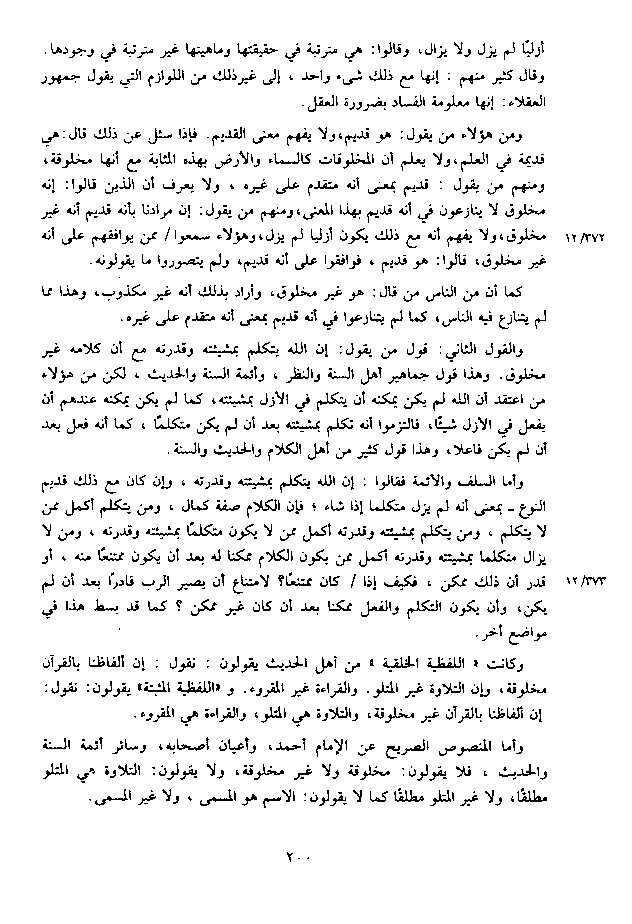 أزليًا لم يزل ولا يزال، وقالوا: هي مترتبة في حقيقتها وماهيتها غير مترتبة في وجودها.
وقال كثير منهم : إنها مع ذلك شىء واحد ، إلى غيرذلك من اللوازم التي يقول جمهور
العقلاء: إنها معلومة الفساد بضرورة العقل.
ومن هؤلاء من يقول: هو قديم،ولا يفهم معنى القديم. فإذا سئل عن ذلك قال:هي
قديمة في العلم،ولا يعلم أن المخلوقات كالسماء والأرض بهذه المثابة مع أنها مخلوقة،
ومنهم من يقول : قديم بمعنى أنه متقدم على غيره ، ولا يعرف أن الذين قالوا: إنه
مخلوق لا ينازعون في أنه قديم بهذا المعنى،ومنهم من يقول: إن مرادنا بأنه قديم أنه غير
مخلوق،ولا يفهم أنه مع ذلك يكون أزليا لم يزل،وهؤلاء سمعوا/ ممن يوافقهم على أنه
١٢/٣٧٢
غير مخلوق، قالوا: هو قديم ، فوافقوا على أنه قديم، ولم يتصوروا ما يقولونه.
كما أن من الناس من قال: هو غير مخلوق، وأراد بذلك أنه غير مكذوب، وهذا مما
لم يتنازع فيه الناس، كما لم يتنازعوا في أنه قديم بمعنى أنه متقدم على غيره.
والقول الثاني: قول من يقول: إن الله يتكلم بمشيئته وقدرته مع أن كلامه غير
مخلوق. وهذا قول جماهير أهل السنة والنظر ، وأئمة السنة والحديث ، لكن من هؤلاء
من اعتقد أن الله لم يكن يمكنه أن يتكلم في الأزل بمشيئته، كما لم يكن يمكنه عندهم أن
يفعل في الأزل شيئًا، فالتزموا أنه تكلم بمشيئته بعد أن لم يكن متكلمًا ، كما أنه فعل بعد
أن لم يكن فاعلا، وهذا قول كثير من أهل الكلام والحديث والسنة.
وأما السلف والأئمة فقالوا : إن الله يتكلم بمشيئته وقدرته ، وإن كان مع ذلك قديم
النوع ـ بمعنى أنه لم يزل متكلما إذا شاء ؛ فإن الكلام صفة كمال ، ومن يتكلم أكمل ممن
لا يتكلم ، ومن يتكلم بمشيئته وقدرته أكمل ممن لا يكون متكلمًا بمشيئته وقدرته ، ومن لا
يزال متكلما بمشيئته وقدرته أكمل ممن يكون الكلام ممكنا له بعد أن يكون ممتنعًا منه ، أو
قدر أن ذلك ممكن ، فكيف إذا / كان ممتنعًا؟ لامتناع أن يصير الرب قادرًا بعد أن لم
١٢/٣٧٣
يكن، وأن يكون التكلم والفعل ممكنا بعد أن كان غير ممكن ؟ كما قد بسط هذا في
مواضع أخر.
وكانت « اللفظية الخلقية » من أهل الحديث يقولون : نقول : إن ألفاظنا بالقرآن
مخلوقة، وإن التلاوة غير المتلو. والقراءة غير المقروء. و «اللفظية المثبتة» يقولون: نقول:
إن ألفاظنا بالقرآن غير مخلوقة، والتلاوة هي المتلو، والقراءة هي المقروء.
وأما المنصوص الصريح عن الإمام أحمد، وأعيان أصحابه، وسائر أئمة السنة
والحديث ، فلا يقولون: مخلوقة ولا غير مخلوقة، ولا يقولون: التلاوة هي المتلو
مطلقًا، ولا غير المتلو مطلقًا كما لا يقولون: الاسم هو المسمى ، ولا غير المسمى.
٢٠٠